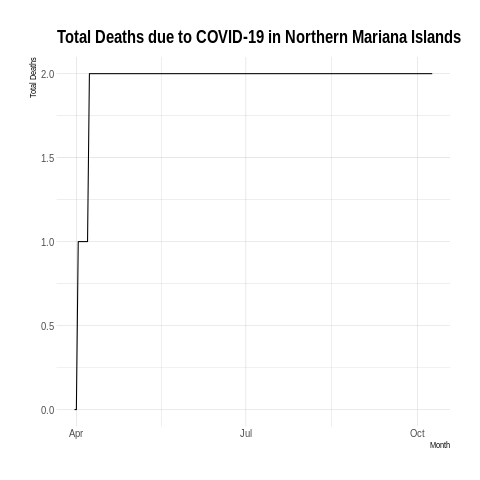 Total Deaths due to COVID-19 in Northern Mariana Islands
Total Deaths
2.0
1.5
1.0
0.5
0.0
Apr Jul Oct
Month